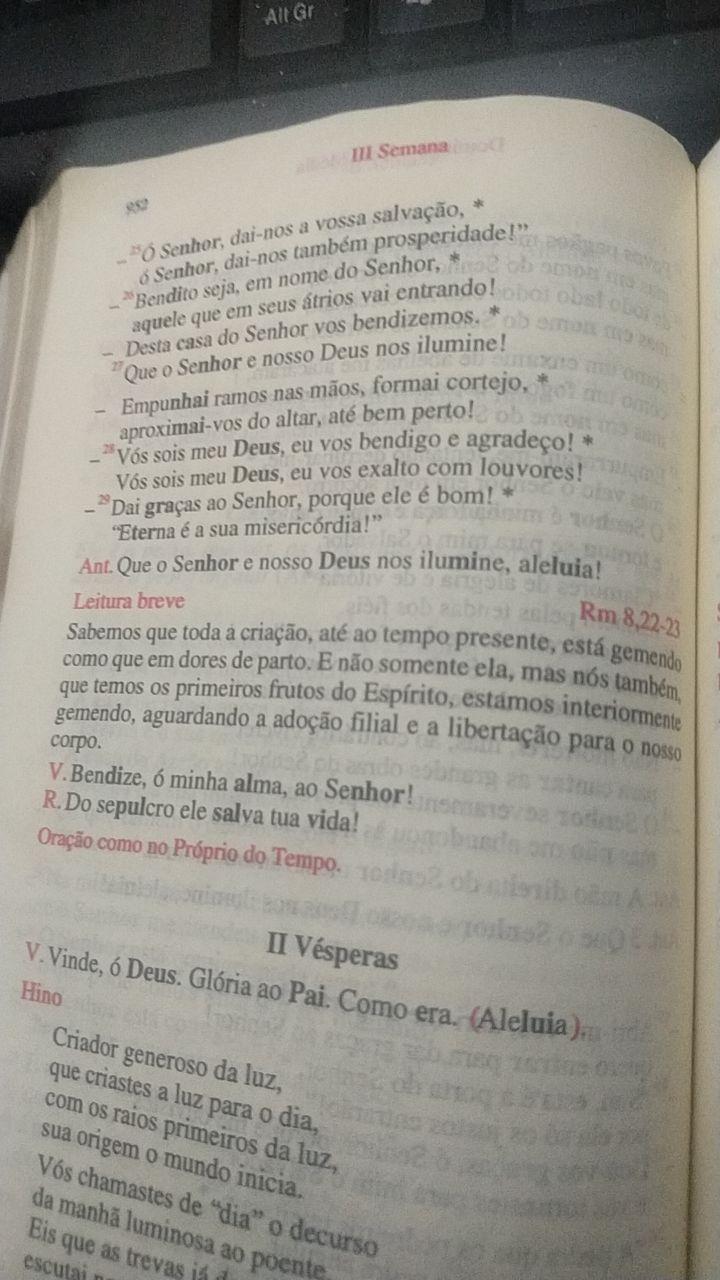 Alt Gr
III Semana
952
– 25Ó Senhor, dai-nos a vossa salvação, *
ó Senhor, dai-nos também prosperidade!”
– 26Bendito seja, em nome do Senhor, *
aquele que em seus átrios vai entrando!
– Desta casa do Senhor vos bendizemos. *
27Que o Senhor e nosso Deus nos ilumine!
– Empunhai ramos nas mãos, formai cortejo, *
aproximai-vos do altar, até bem perto!
– 28Vós sois meu Deus, eu vos bendigo e agradeço! *
Vós sois meu Deus, eu vos exalto com louvores!
– 29Dai graças ao Senhor, porque ele é bom! *
“Eterna é a sua misericórdia!”
Ant. Que o Senhor e nosso Deus nos ilumine, aleluia!
Leitura breve Rm 8,22-23
Sabemos que toda a criação, até ao tempo presente, está gemendo
como que em dores de parto. E não somente ela, mas nós também,
que temos os primeiros frutos do Espírito, estamos interiormente
gemendo, aguardando a adoção filial e a libertação para o nosso
corpo.
V. Bendize, ó minha alma, ao Senhor!
R. Do sepulcro ele salva tua vida!
Oração como no Próprio do Tempo.
II Vésperas
V. Vinde, ó Deus. Glória ao Pai. Como era. (Aleluia).
Hino
Criador generoso da luz,
que criastes a luz para o dia,
com os raios primeiros da luz,
sua origem o mundo inicia.
Vós chamastes de “dia” o decurso
da manhã luminosa ao poente.
Eis que as trevas já
escutai